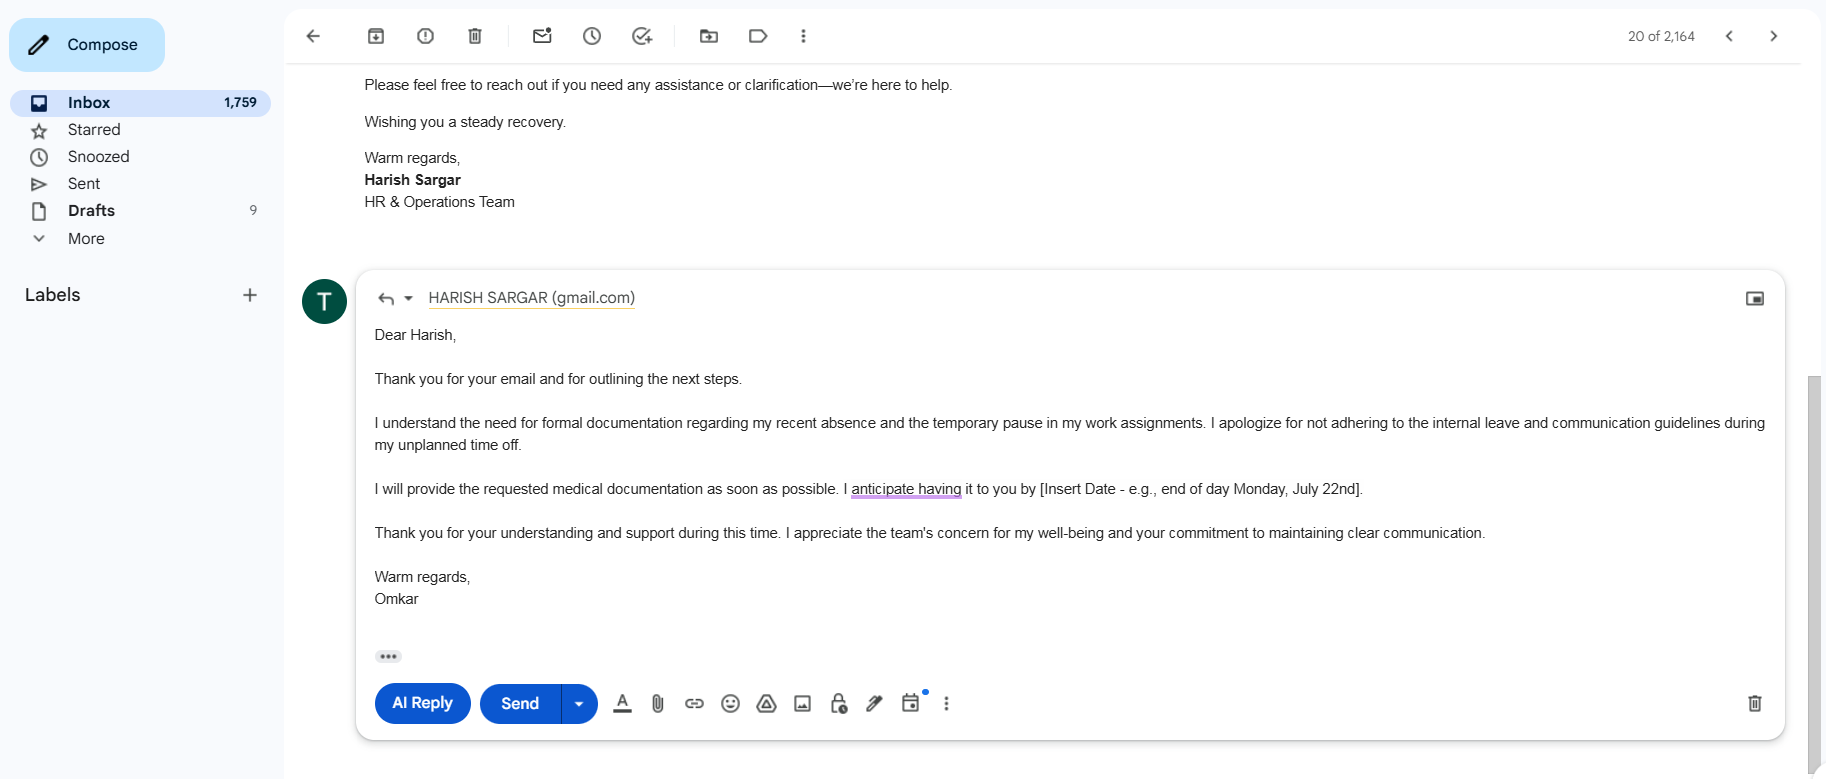 Compose
20 of 2,164
Inbox 1,759
Starred
Snoozed
Sent
Drafts 9
More
Labels
Please feel free to reach out if you need any assistance or clarification—we’re here to help.
Wishing you a steady recovery.
Warm regards,
Harish Sargar
HR & Operations Team
T
HARISH SARGAR (gmail.com)
Dear Harish,
Thank you for your email and for outlining the next steps.
I understand the need for formal documentation regarding my recent absence and the temporary pause in my work assignments. I apologize for not adhering to the internal leave and communication guidelines during
my unplanned time off.
I will provide the requested medical documentation as soon as possible. I anticipate having it to you by [Insert Date - e.g., end of day Monday, July 22nd].
Thank you for your understanding and support during this time. I appreciate the team's concern for my well-being and your commitment to maintaining clear communication.
Warm regards,
Omkar
AI Reply
Send
A